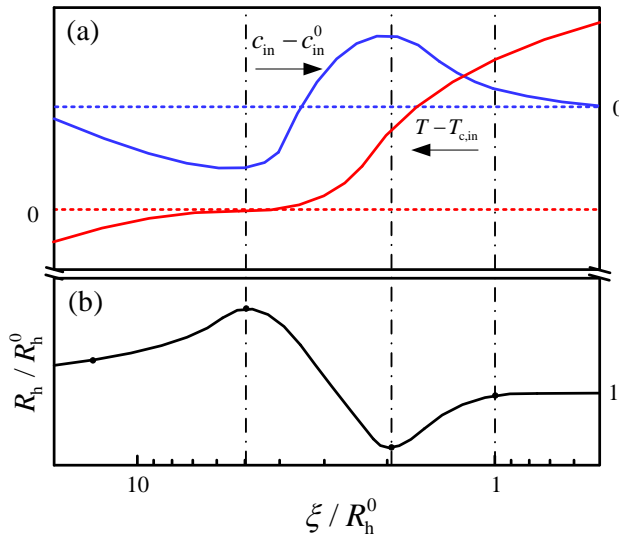 (a)
c_in − c_in^0
0
T − T_c,in
0
(b)
R_h / R_h^0
1
10
1
ξ / R_h^0